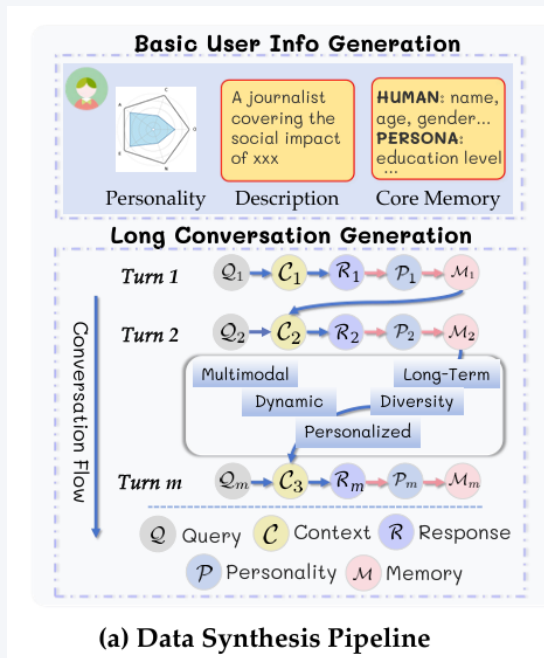 Basic User Info Generation
C
A
O
E
N
A journalist
covering the
social impact
of xxx
HUMAN: name,
age, gender...
PERSONA:
education level
...
Personality
Description
Core Memory
Long Conversation Generation
Conversation Flow
Turn 1
Q1 C1 R1 P1 M1
Turn 2
Q2 C2 R2 P2 M2
Multimodal
Long-Term
Dynamic
Diversity
Personalized
Turn m
Qm C3 Rm Pm Mm
Q Query C Context R Response
P Personality M Memory
(a) Data Synthesis Pipeline